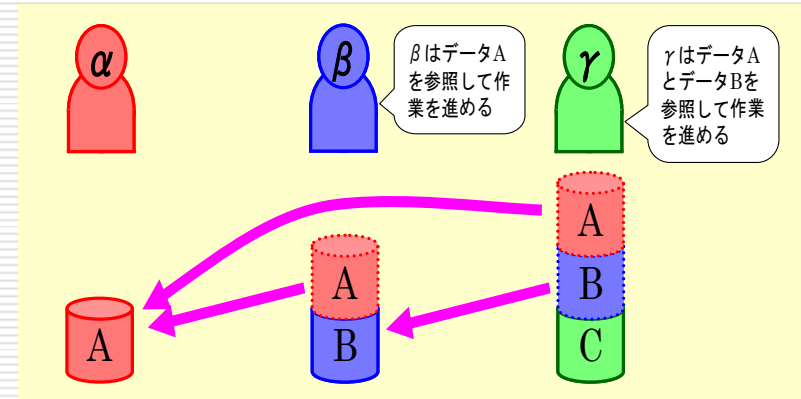 α
β
βはデータA
を参照して作
業を進める
γ
γはデータA
とデータBを
参照して作業
を進める
A
A
B
A
B
C